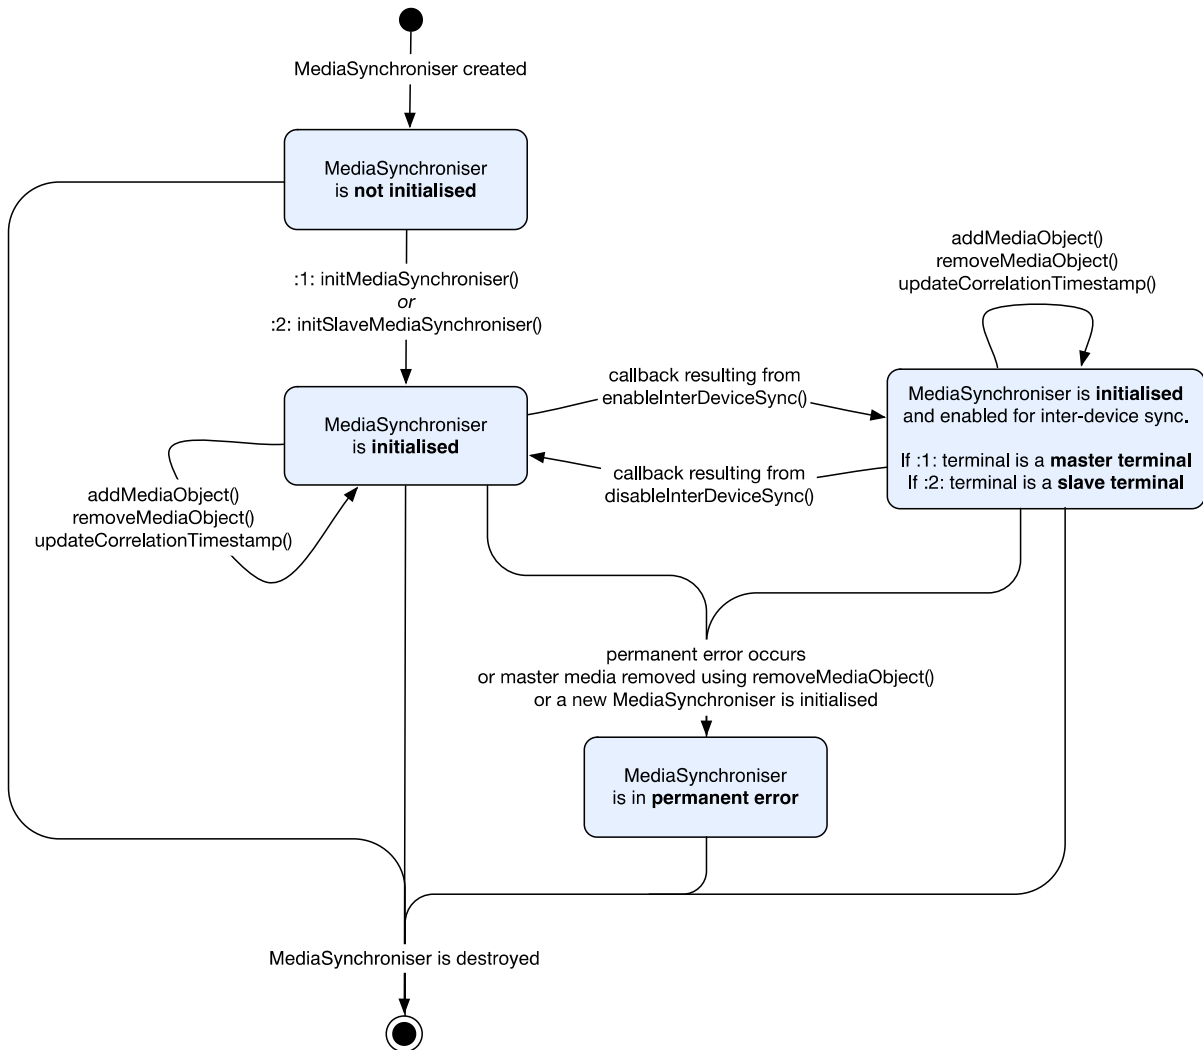 MediaSynchroniser created
MediaSynchroniser
is not initialised
:1: initMediaSynchroniser()
or
:2: initSlaveMediaSynchroniser()
addMediaObject()
removeMediaObject()
updateCorrelationTimestamp()
MediaSynchroniser
is initialised
callback resulting from
enableInterDeviceSync()
MediaSynchroniser is initialised
and enabled for inter-device sync.
If :1: terminal is a master terminal
If :2: terminal is a slave terminal
callback resulting from
disableInterDeviceSync()
addMediaObject()
removeMediaObject()
updateCorrelationTimestamp()
permanent error occurs
or master media removed using removeMediaObject()
or a new MediaSynchroniser is initialised
MediaSynchroniser
is in permanent error
MediaSynchroniser is destroyed